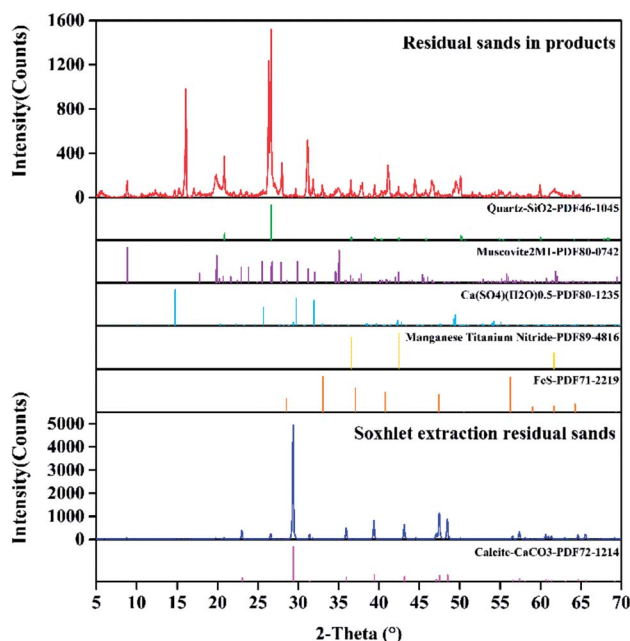 1600
Residual sands in products
1200
800
400
0
Intensity(Counts)
Quartz-SiO2-PDF46-1045
Muscovite2M1-PDF80-0742
Ca(SO4)(H2O)0.5-PDF80-1235
Manganese Titanium Nitride-PDF89-4816
FeS-PDF71-2219
5000
Soxhlet extraction residual sands
4000
3000
2000
1000
0
Intensity(Counts)
Calcite-CaCO3-PDF72-1214
5 10 15 20 25 30 35 40 45 50 55 60 65 70
2-Theta (°)